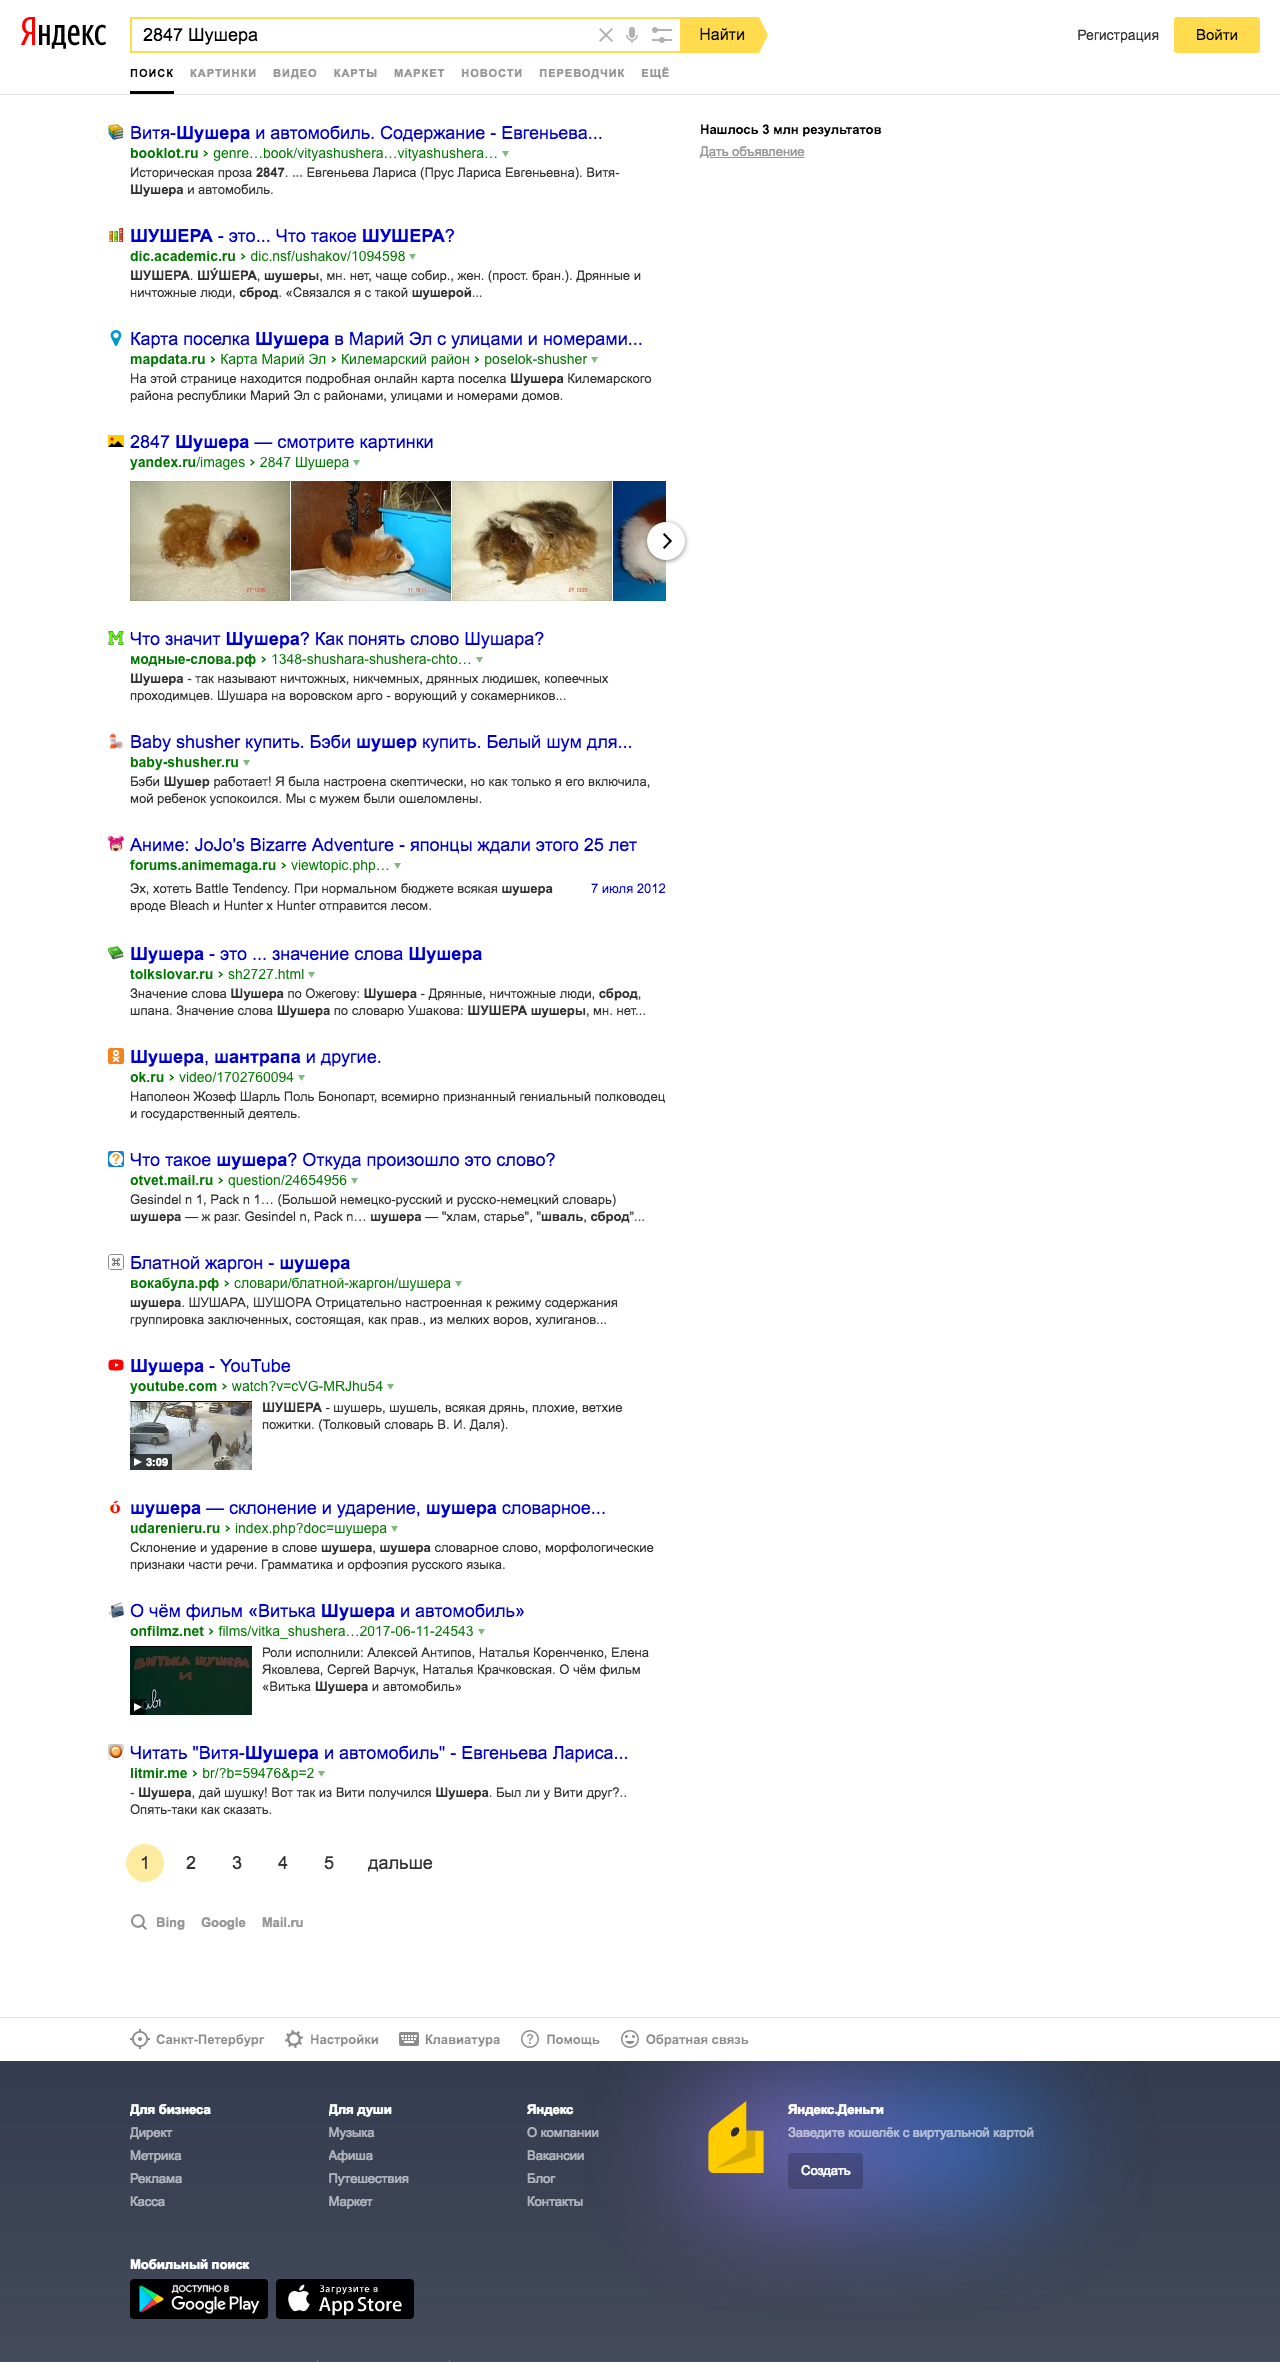 Яндекс
2847 Шушера
Найти
Регистрация
Войти
ПОИСК КАРТИНКИ ВИДЕО КАРТЫ МАРКЕТ НОВОСТИ ПЕРЕВОДЧИК ЕЩЁ
Нашлось 3 млн результатов
Дать объявление
Витя-Шушера и автомобиль. Содержание - Евгеньева...
booklot.ru › genre…book/vityashushera…vityashushera…
Историческая проза 2847. ... Евгеньева Лариса (Прус Лариса Евгеньевна). Витя-
Шушера и автомобиль.
ШУШЕРА - это... Что такое ШУШЕРА?
dic.academic.ru › dic.nsf/ushakov/1094598
ШУШЕРА. ШУ́ШЕРА, шушеры, мн. нет, чаще собир., жен. (прост. бран.). Дрянные и
ничтожные люди, сброд. «Связался я с такой шушерой...
Карта поселка Шушера в Марий Эл с улицами и номерами...
mapdata.ru › Карта Марий Эл › Килемарский район › poselok-shusher
На этой странице находится подробная онлайн карта поселка Шушера Килемарского
района республики Марий Эл с районами, улицами и номерами домов.
2847 Шушера — смотрите картинки
yandex.ru/images › 2847 Шушера
Что значит Шушера? Как понять слово Шушара?
модные-слова.рф › 1348-shushara-shushera-chto…
Шушера - так называют ничтожных, никчемных, дрянных людишек, копеечных
проходимцев. Шушара на воровском арго - ворующий у сокамерников...
Baby shusher купить. Бэби шушер купить. Белый шум для...
baby-shusher.ru
Бэби Шушер работает! Я была настроена скептически, но как только я его включила,
мой ребенок успокоился. Мы с мужем были ошеломлены.
Аниме: JoJo's Bizarre Adventure - японцы ждали этого 25 лет
forums.animemaga.ru › viewtopic.php…
Эх, хотеть Battle Tendency. При нормальном бюджете всякая шушера
7 июля 2012
вроде Bleach и Hunter x Hunter отправится лесом.
Шушера - это ... значение слова Шушера
tolkslovar.ru › sh2727.html
Значение слова Шушера по Ожегову: Шушера - Дрянные, ничтожные люди, сброд,
шпана. Значение слова Шушера по словарю Ушакова: ШУШЕРА шушеры, мн. нет...
Шушера, шантрапа и другие.
ok.ru › video/1702760094
Наполеон Жозеф Шарль Поль Бонопарт, всемирно признанный гениальный полководец
и государственный деятель.
Что такое шушера? Откуда произошло это слово?
otvet.mail.ru › question/24654956
Gesindel n 1, Pack n 1… (Большой немецко-русский и русско-немецкий словарь)
шушера — ж разг. Gesindel n, Pack n… шушера — "хлам, старье", "шваль, сброд"...
Блатной жаргон - шушера
вокабула.рф › словари/блатной-жаргон/шушера
шушера. ШУШАРА, ШУШОРА Отрицательно настроенная к режиму содержания
группировка заключенных, состоящая, как прав., из мелких воров, хулиганов...
Шушера - YouTube
youtube.com › watch?v=cVG-MRJhu54
ШУШЕРА - шушерь, шушель, всякая дрянь, плохие, ветхие
пожитки. (Толковый словарь В. И. Даля).
3:09
шушера — склонение и ударение, шушера словарное...
udarenieru.ru › index.php?doc=шушера
Склонение и ударение в слове шушера, шушера словарное слово, морфологические
признаки части речи. Грамматика и орфоэпия русского языка.
О чём фильм «Витька Шушера и автомобиль»
onfilmz.net › films/vitka_shushera…2017-06-11-24543
ВИТЬКА ШУШЕРА
И
Роли исполнили: Алексей Антипов, Наталья Коренченко, Елена
Яковлева, Сергей Варчук, Наталья Крачковская. О чём фильм
«Витька Шушера и автомобиль»
Читать "Витя-Шушера и автомобиль" - Евгеньева Лариса...
litmir.me › br/?b=59476&p=2
- Шушера, дай шушку! Вот так из Вити получился Шушера. Был ли у Вити друг?..
Опять-таки как сказать.
1 2 3 4 5 дальше
Bing Google Mail.ru
Санкт-Петербург Настройки Клавиатура Помощь Обратная связь
Для бизнеса
Директ
Метрика
Реклама
Касса
Для души
Музыка
Афиша
Путешествия
Маркет
Яндекс
О компании
Вакансии
Блог
Контакты
Яндекс.Деньги
Заведите кошелёк с виртуальной картой
Создать
Мобильный поиск
ДОСТУПНО В
Google Play
Загрузите в
App Store